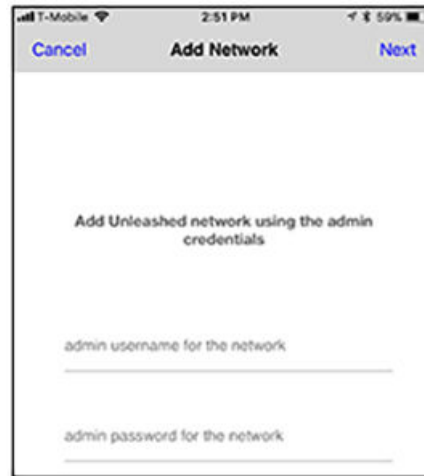 T-Mobile 2:51 PM 59%
Cancel Add Network Next
Add Unleashed network using the admin
credentials
admin username for the network
admin password for the network